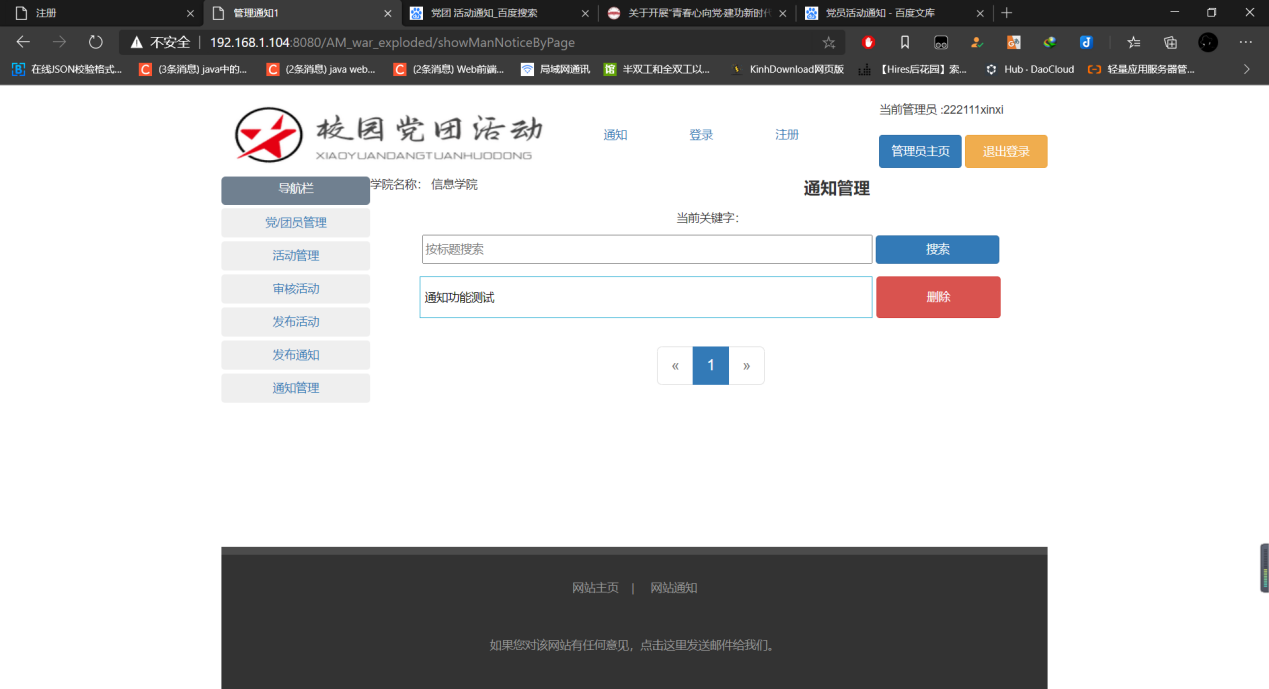 注册
管理通知1
党团 活动通知_百度搜索
关于开展"青春心向党·建功新时代
党员活动通知 - 百度文库
不安全 192.168.1.104:8080/AM_war_exploded/showManNoticeByPage
在线JSON校验格式...
(3条消息) java中的...
(2条消息) java web...
(2条消息) Web前端...
局域网通讯
半双工和全双工以...
KinhDownload网页版
【Hires后花园】索...
Hub - DaoCloud
轻量应用服务器管...
校园党团活动
XIAOYUANDANGTUANHUODONG
通知
登录
注册
当前管理员 :222111xinxi
管理员主页
退出登录
导航栏
学院名称： 信息学院
通知管理
党/团员管理
当前关键字：
活动管理
按标题搜索
搜索
审核活动
通知功能测试
删除
发布活动
发布通知
« 1 »
通知管理
网站主页 | 网站通知
如果您对该网站有任何意见，点击这里发送邮件给我们。